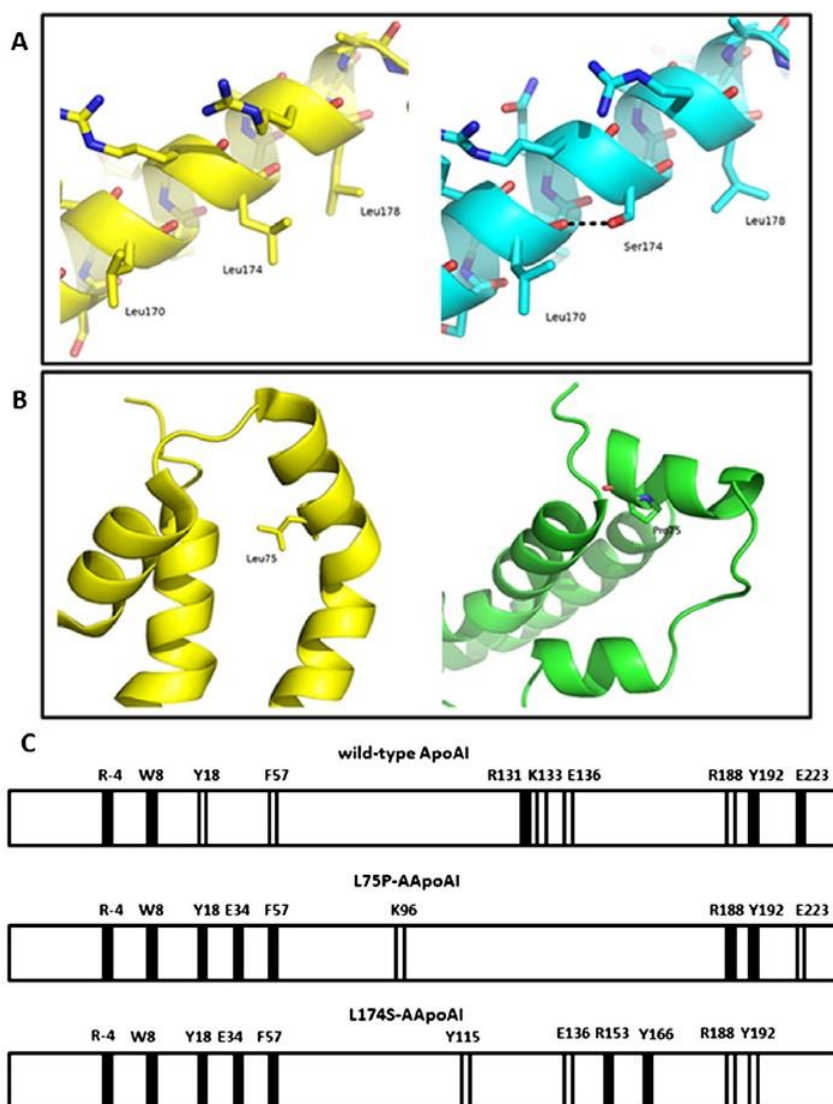 A
Leu178
Leu174
Leu170
Leu178
Ser174
Leu170
B
Leu75
Pro75
C
wild-type ApoAI
R-4 W8 Y18 F57 R131 K133 E136 R188 Y192 E223
L75P-AApoAI
R-4 W8 Y18 E34 F57 K96 R188 Y192 E223
L174S-AApoAI
R-4 W8 Y18 E34 F57 Y115 E136 R153 Y166 R188 Y192